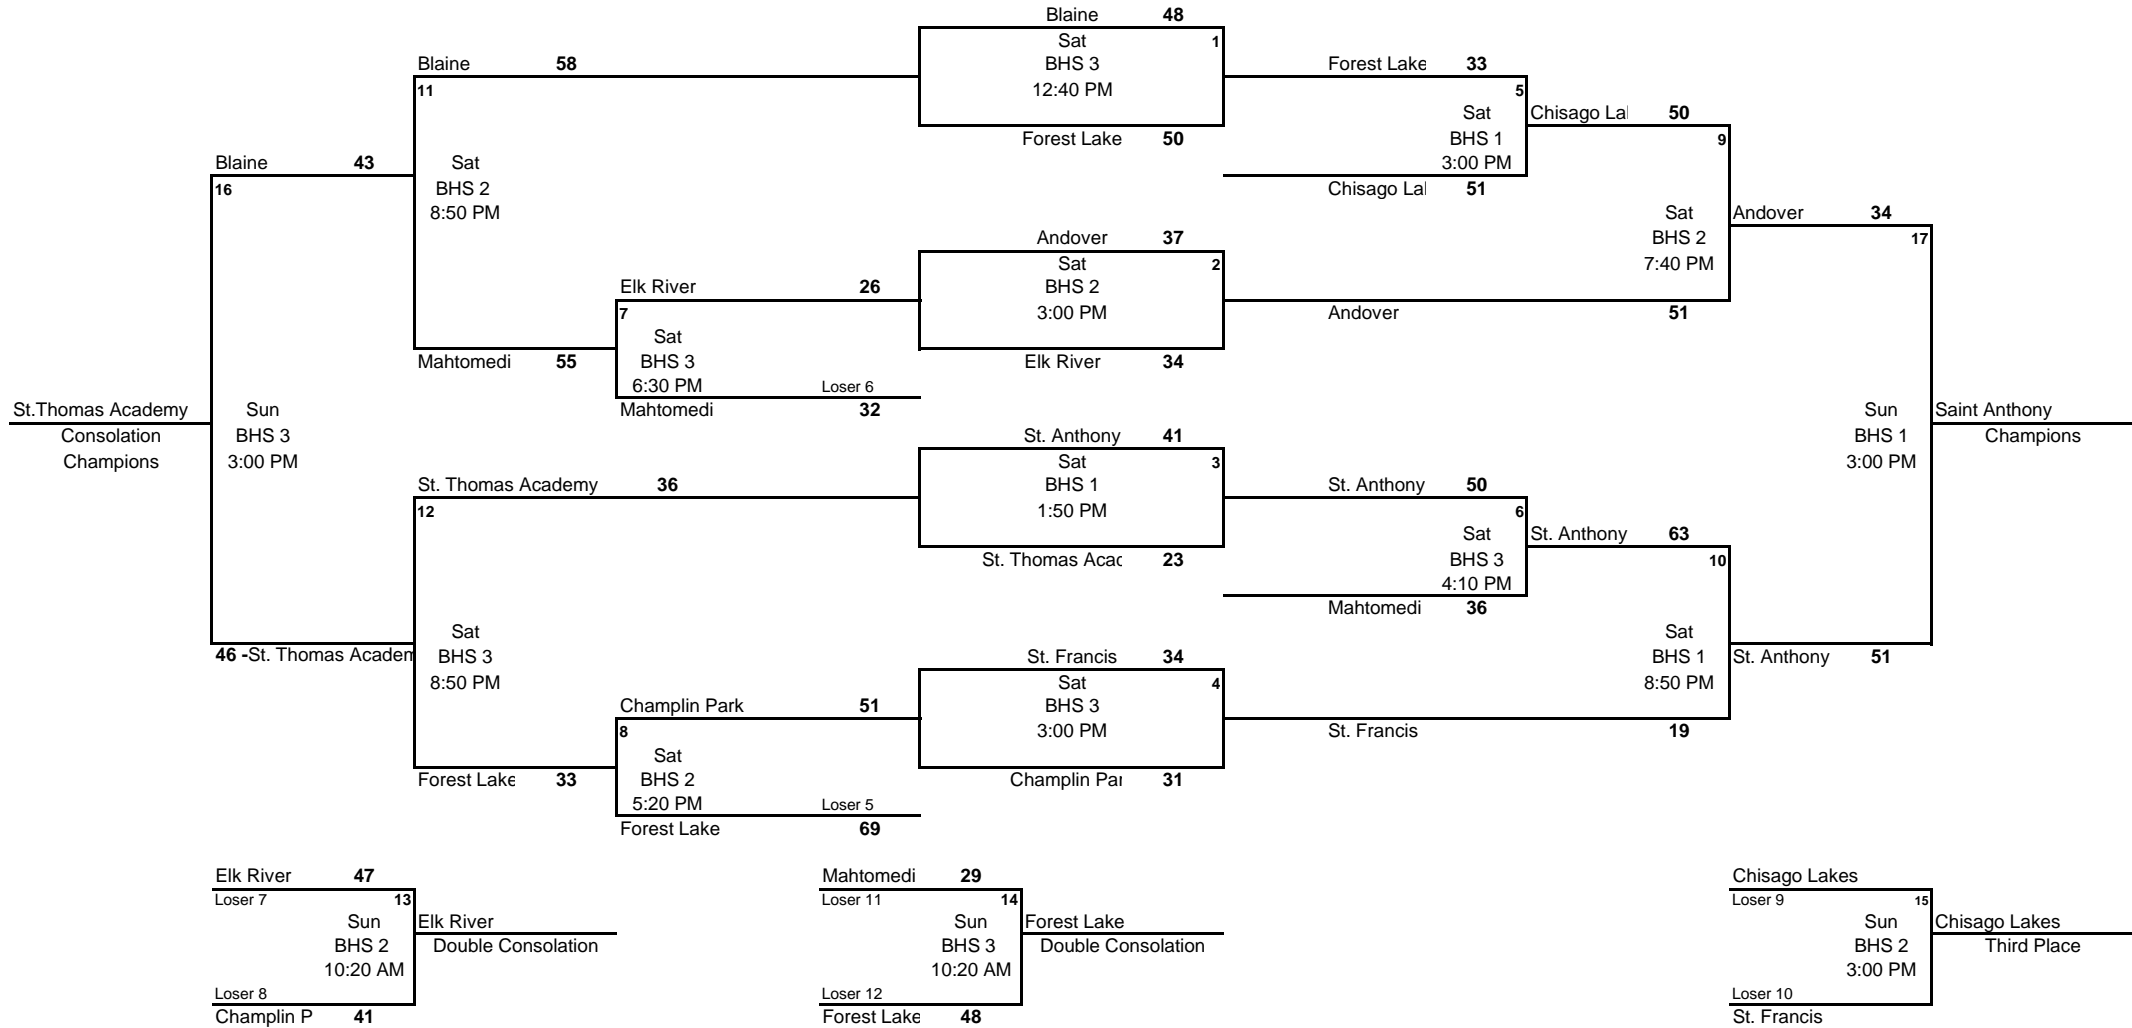 Blaine 48
Sat 1
BHS 3
12:40 PM
Forest Lake 50
Blaine 58
11
Sat
BHS 2
8:50 PM
Mahtomedi 55
Forest Lake 33
5
Sat
BHS 1
3:00 PM
Chisago Lal 51
Chisago Lal 50
9
Sat
BHS 2
7:40 PM
Andover 51
Blaine 43
16
Sun
BHS 3
3:00 PM
46 -St. Thomas Academ
Andover 37
Sat 2
BHS 2
3:00 PM
Elk River 34
Elk River 26
7
Sat
BHS 3
6:30 PM
Loser 6
Mahtomedi 32
Andover 34
17
Sun
BHS 1
3:00 PM
St. Anthony 51
St.Thomas Academy
Consolation
Champions
Saint Anthony
Champions
St. Anthony 41
Sat 3
BHS 1
1:50 PM
St. Thomas Acac 23
St. Thomas Academy 36
12
Sat
BHS 3
8:50 PM
Forest Lake 33
St. Anthony 50
6
Sat
BHS 3
4:10 PM
Mahtomedi 36
St. Anthony 63
10
Sat
BHS 1
8:50 PM
St. Francis 19
St. Francis 34
Sat 4
BHS 3
3:00 PM
Champlin Par 31
Champlin Park 51
8
Sat
BHS 2
5:20 PM
Loser 5
Forest Lake 69
Elk River 47
Loser 7 13
Sun
BHS 2
10:20 AM
Loser 8
Champlin P 41
Elk River
Double Consolation
Mahtomedi 29
Loser 11 14
Sun
BHS 3
10:20 AM
Loser 12
Forest Lake 48
Forest Lake
Double Consolation
Chisago Lakes
Loser 9 15
Sun
BHS 2
3:00 PM
Loser 10
St. Francis
Chisago Lakes
Third Place